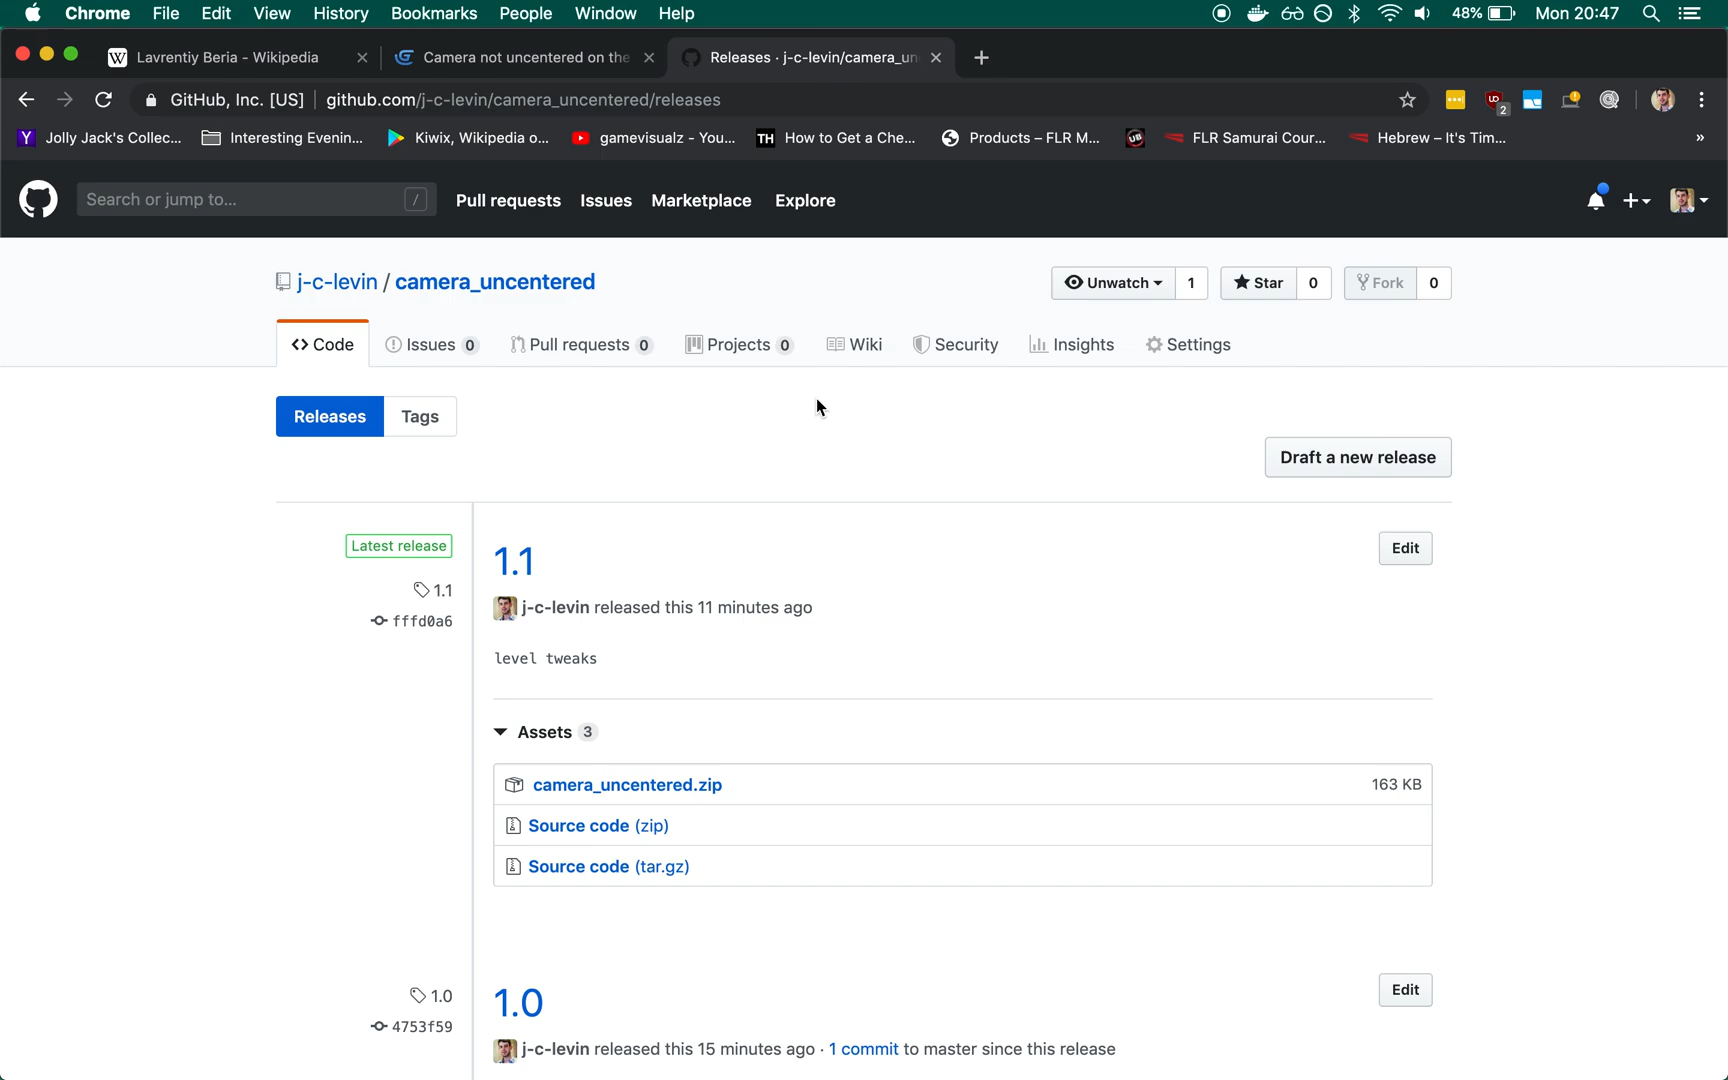 Chrome File Edit View History Bookmarks People Window Help 48% Mon 20:47
W Lavrentiy Beria - Wikipedia Camera not uncentered on the Releases · j-c-levin/camera_un
GitHub, Inc. [US] github.com/j-c-levin/camera_uncentered/releases 2
Y Jolly Jack's Collec... Interesting Evenin... Kiwix, Wikipedia o... gamevisualz - You... TH How to Get a Che... Products – FLR M... UB FLR Samurai Cour... Hebrew – It's Tim... »
Search or jump to... / Pull requests Issues Marketplace Explore
j-c-levin / camera_uncentered Unwatch 1 Star 0 Fork 0
Code Issues 0 Pull requests 0 Projects 0 Wiki Security Insights Settings
Releases Tags
Draft a new release
Latest release
1.1 Edit
1.1
j-c-levin released this 11 minutes ago
fffd0a6
level tweaks
Assets 3
camera_uncentered.zip 163 KB
Source code (zip)
Source code (tar.gz)
1.0
1.0 Edit
4753f59
j-c-levin released this 15 minutes ago · 1 commit to master since this release